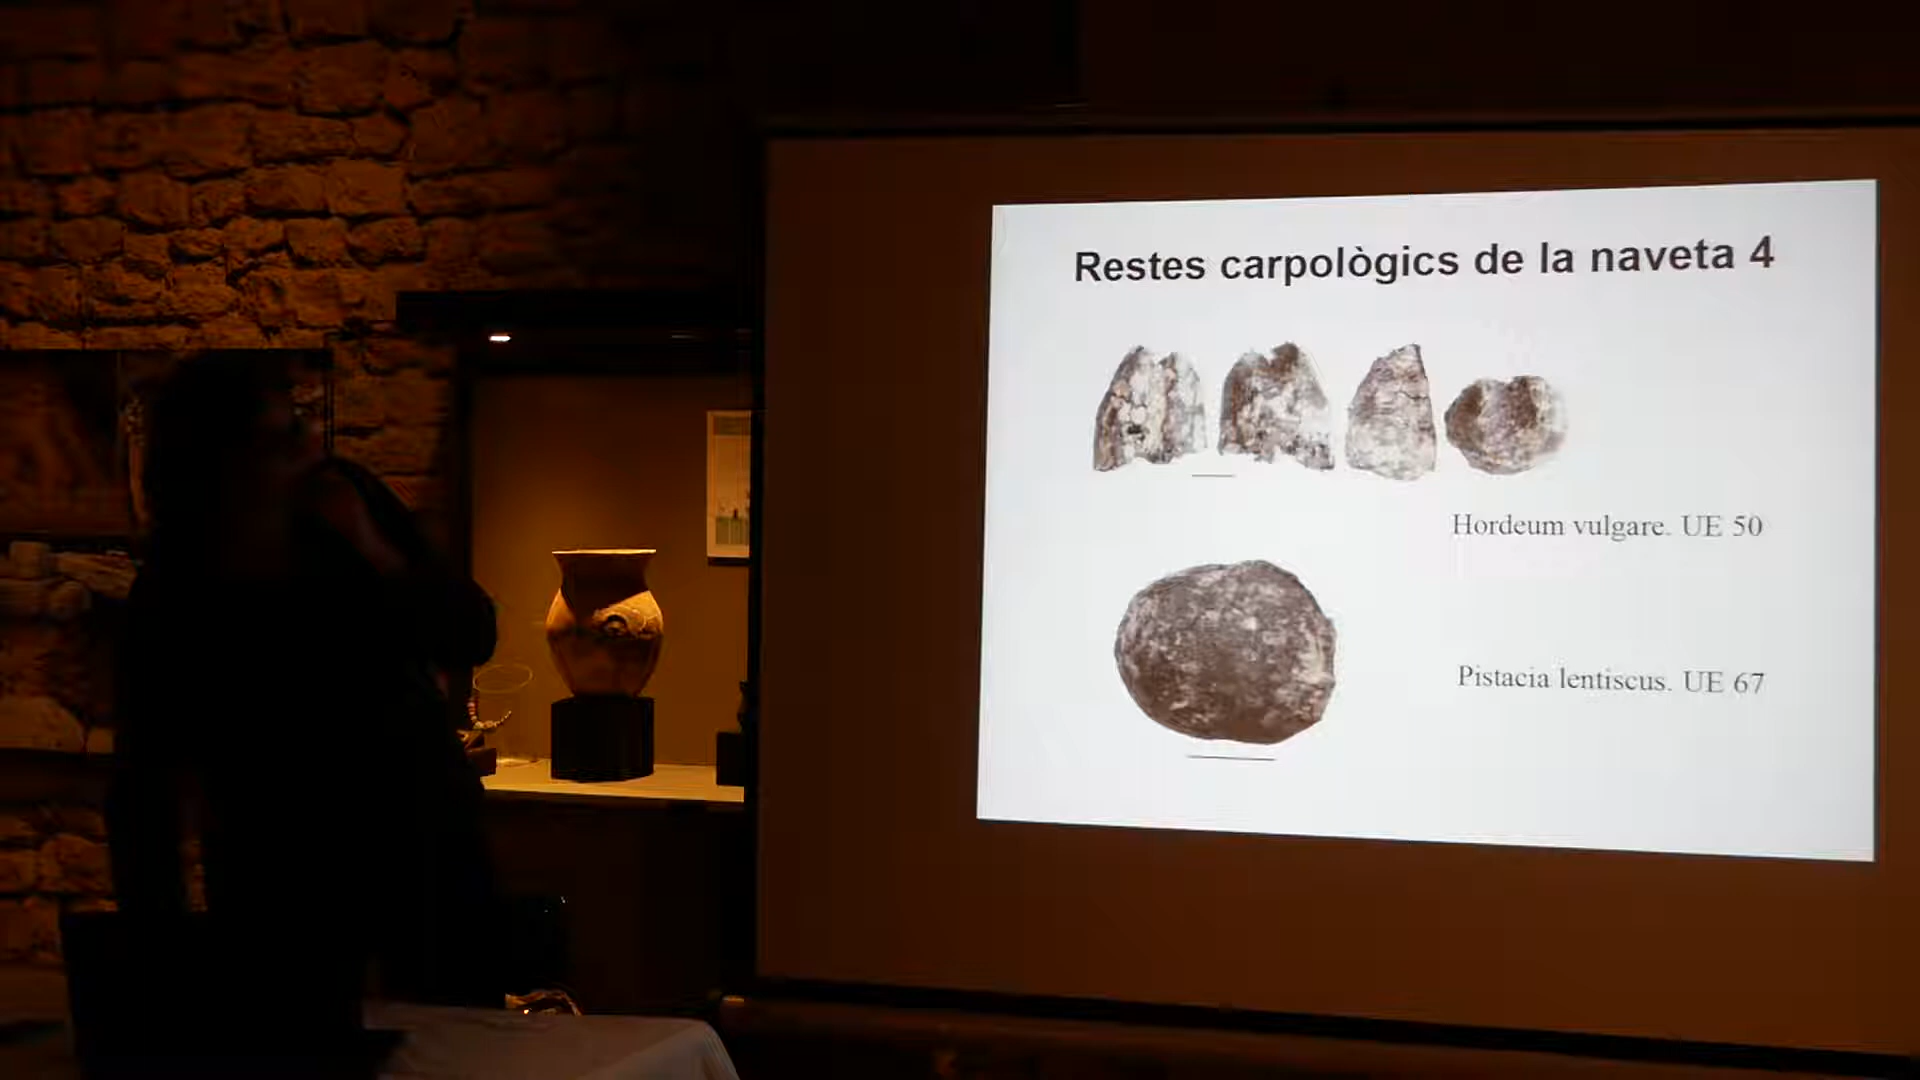 Restes carpològics de la naveta 4
Hordeum vulgare. UE 50
Pistacia lentiscus. UE 67